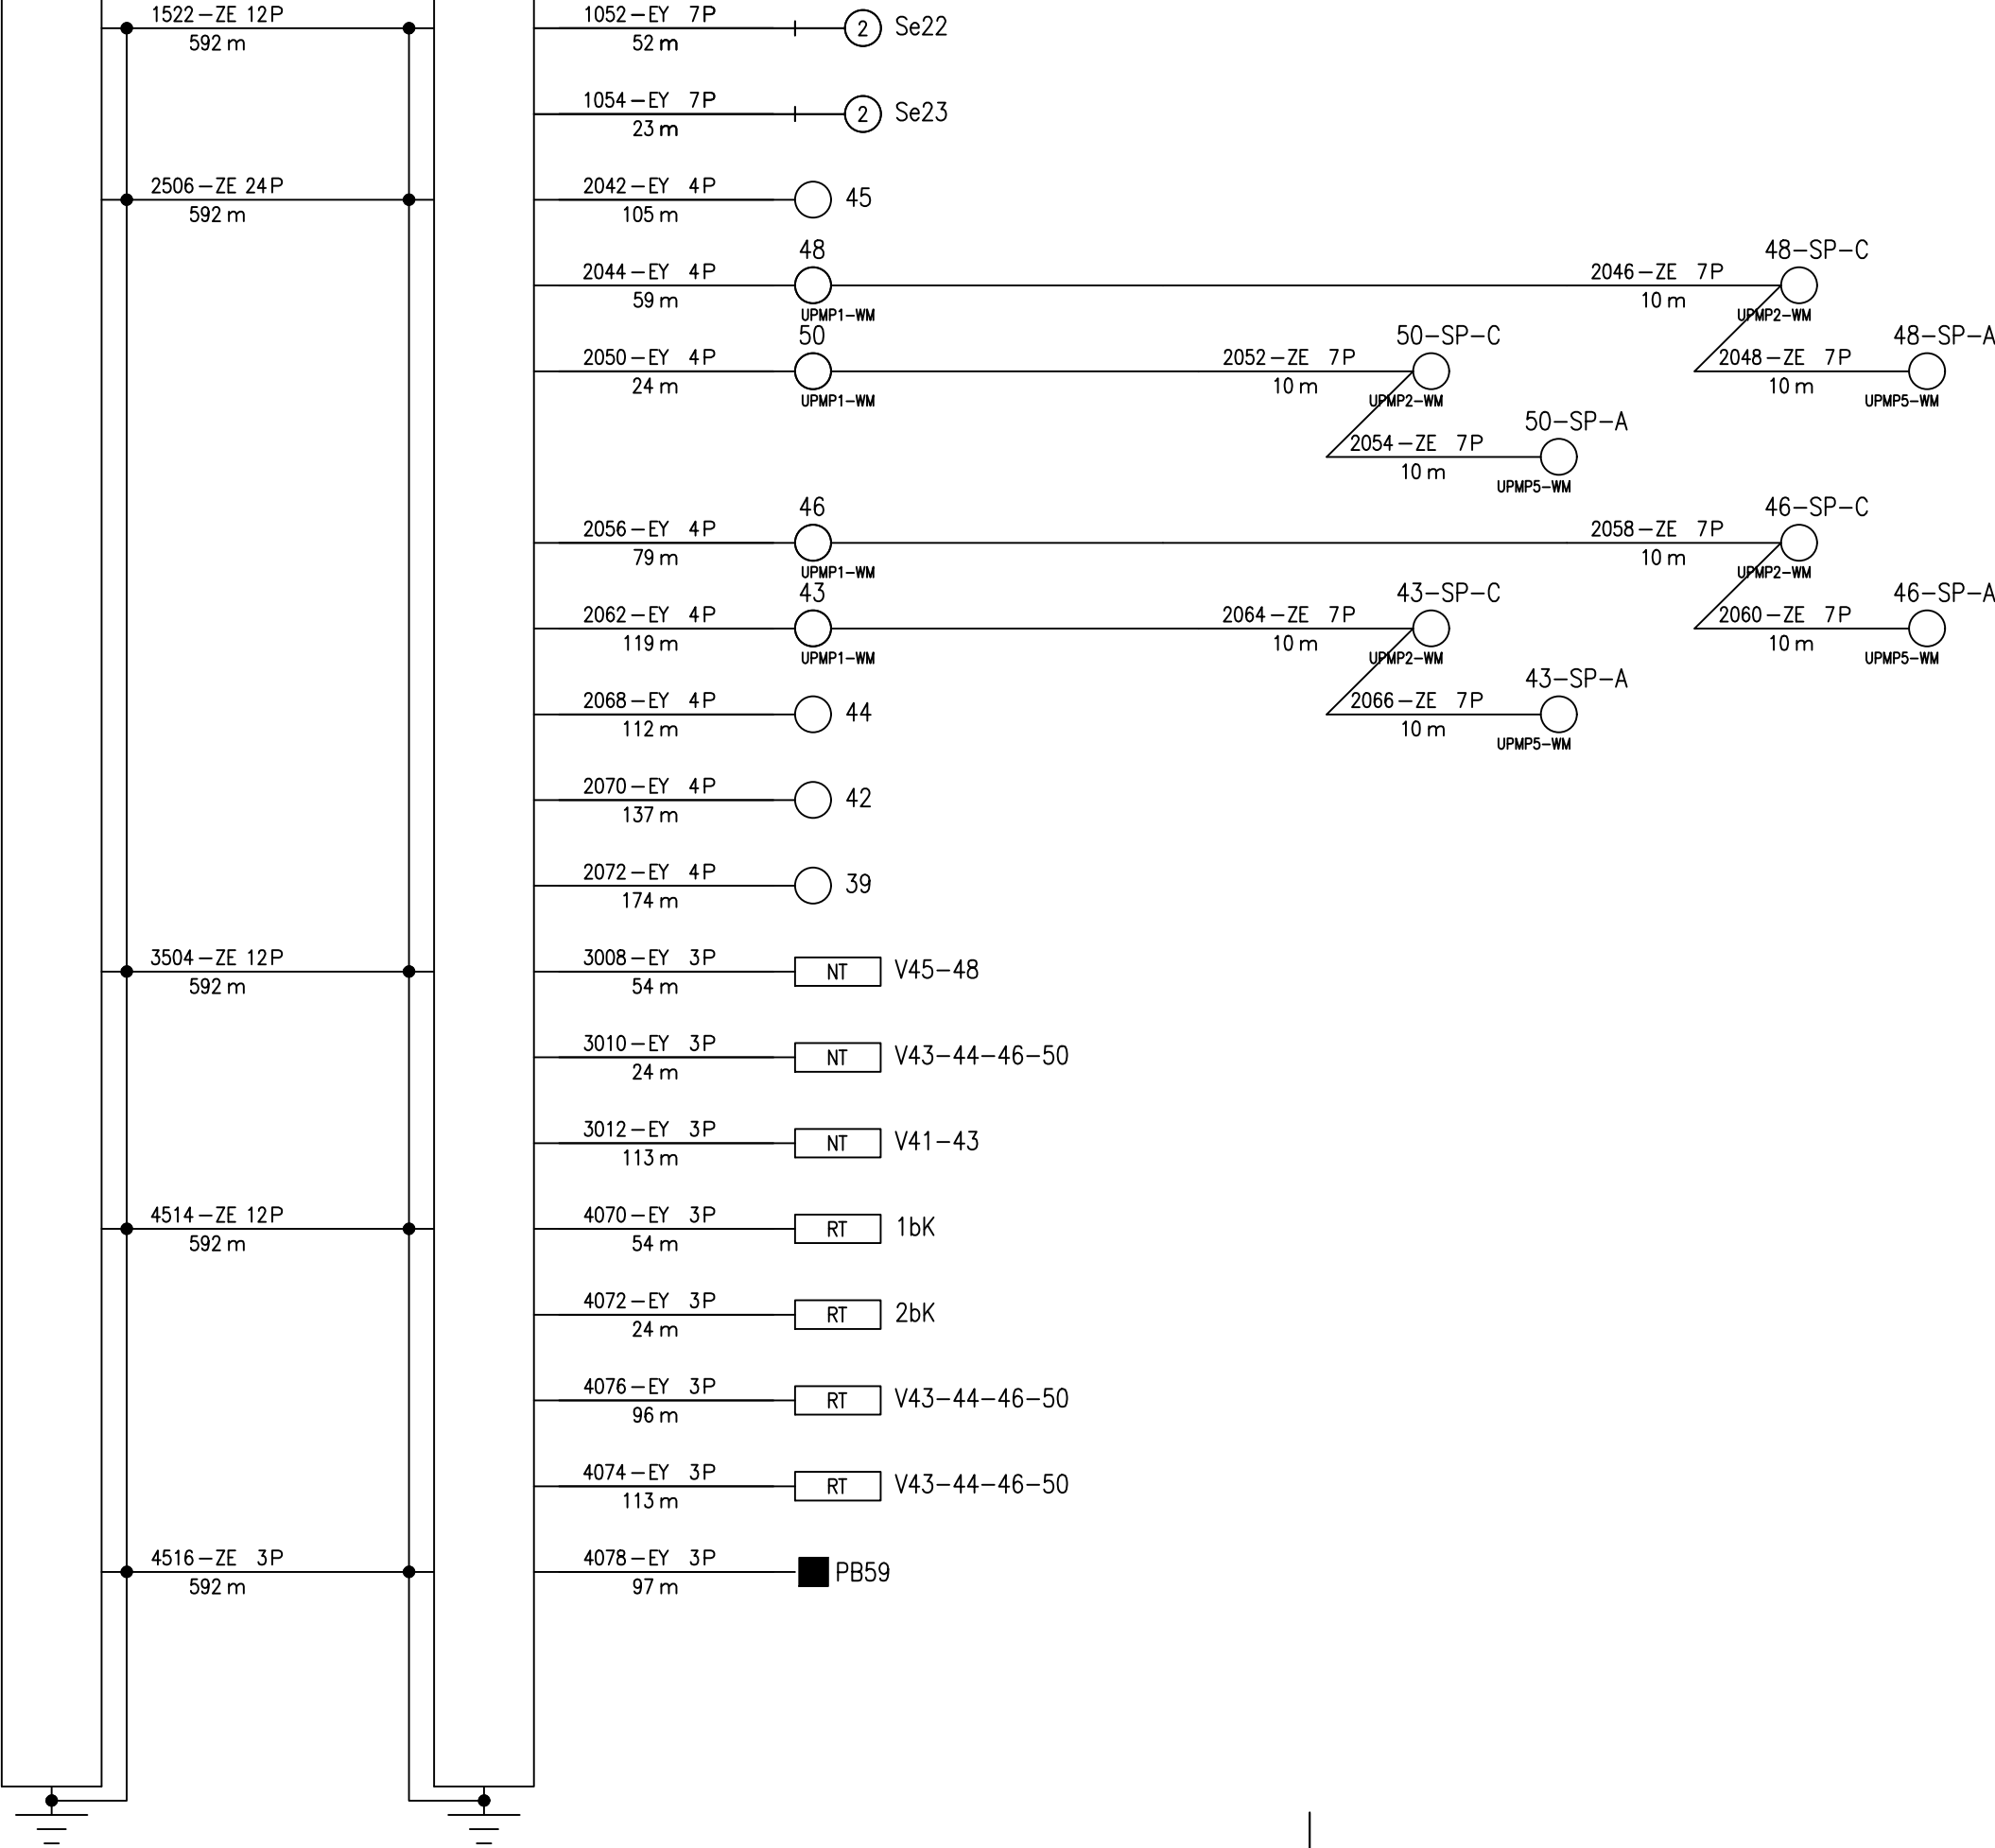 1522-ZE 12P
592 m
1052-EY 7P
52 m
2 Se22
1054-EY 7P
23 m
2 Se23
2506-ZE 24P
592 m
2042-EY 4P
105 m
45
2044-EY 4P
59 m
48
UPMP1-WM
2046-ZE 7P
10 m
48-SP-C
UPMP2-WM
2048-ZE 7P
10 m
48-SP-A
UPMP5-WM
2050-EY 4P
24 m
50
UPMP1-WM
2052-ZE 7P
10 m
50-SP-C
UPMP2-WM
2054-ZE 7P
10 m
50-SP-A
UPMP5-WM
2056-EY 4P
79 m
46
UPMP1-WM
2058-ZE 7P
10 m
46-SP-C
UPMP2-WM
2060-ZE 7P
10 m
46-SP-A
UPMP5-WM
2062-EY 4P
119 m
43
UPMP1-WM
2064-ZE 7P
10 m
43-SP-C
UPMP2-WM
2066-ZE 7P
10 m
43-SP-A
UPMP5-WM
2068-EY 4P
112 m
44
2070-EY 4P
137 m
42
2072-EY 4P
174 m
39
3504-ZE 12P
592 m
3008-EY 3P
54 m
NT V45-48
3010-EY 3P
24 m
NT V43-44-46-50
3012-EY 3P
113 m
NT V41-43
4514-ZE 12P
592 m
4070-EY 3P
54 m
RT 1bK
4072-EY 3P
24 m
RT 2bK
4076-EY 3P
96 m
RT V43-44-46-50
4074-EY 3P
113 m
RT V43-44-46-50
4516-ZE 3P
592 m
4078-EY 3P
97 m
PB59